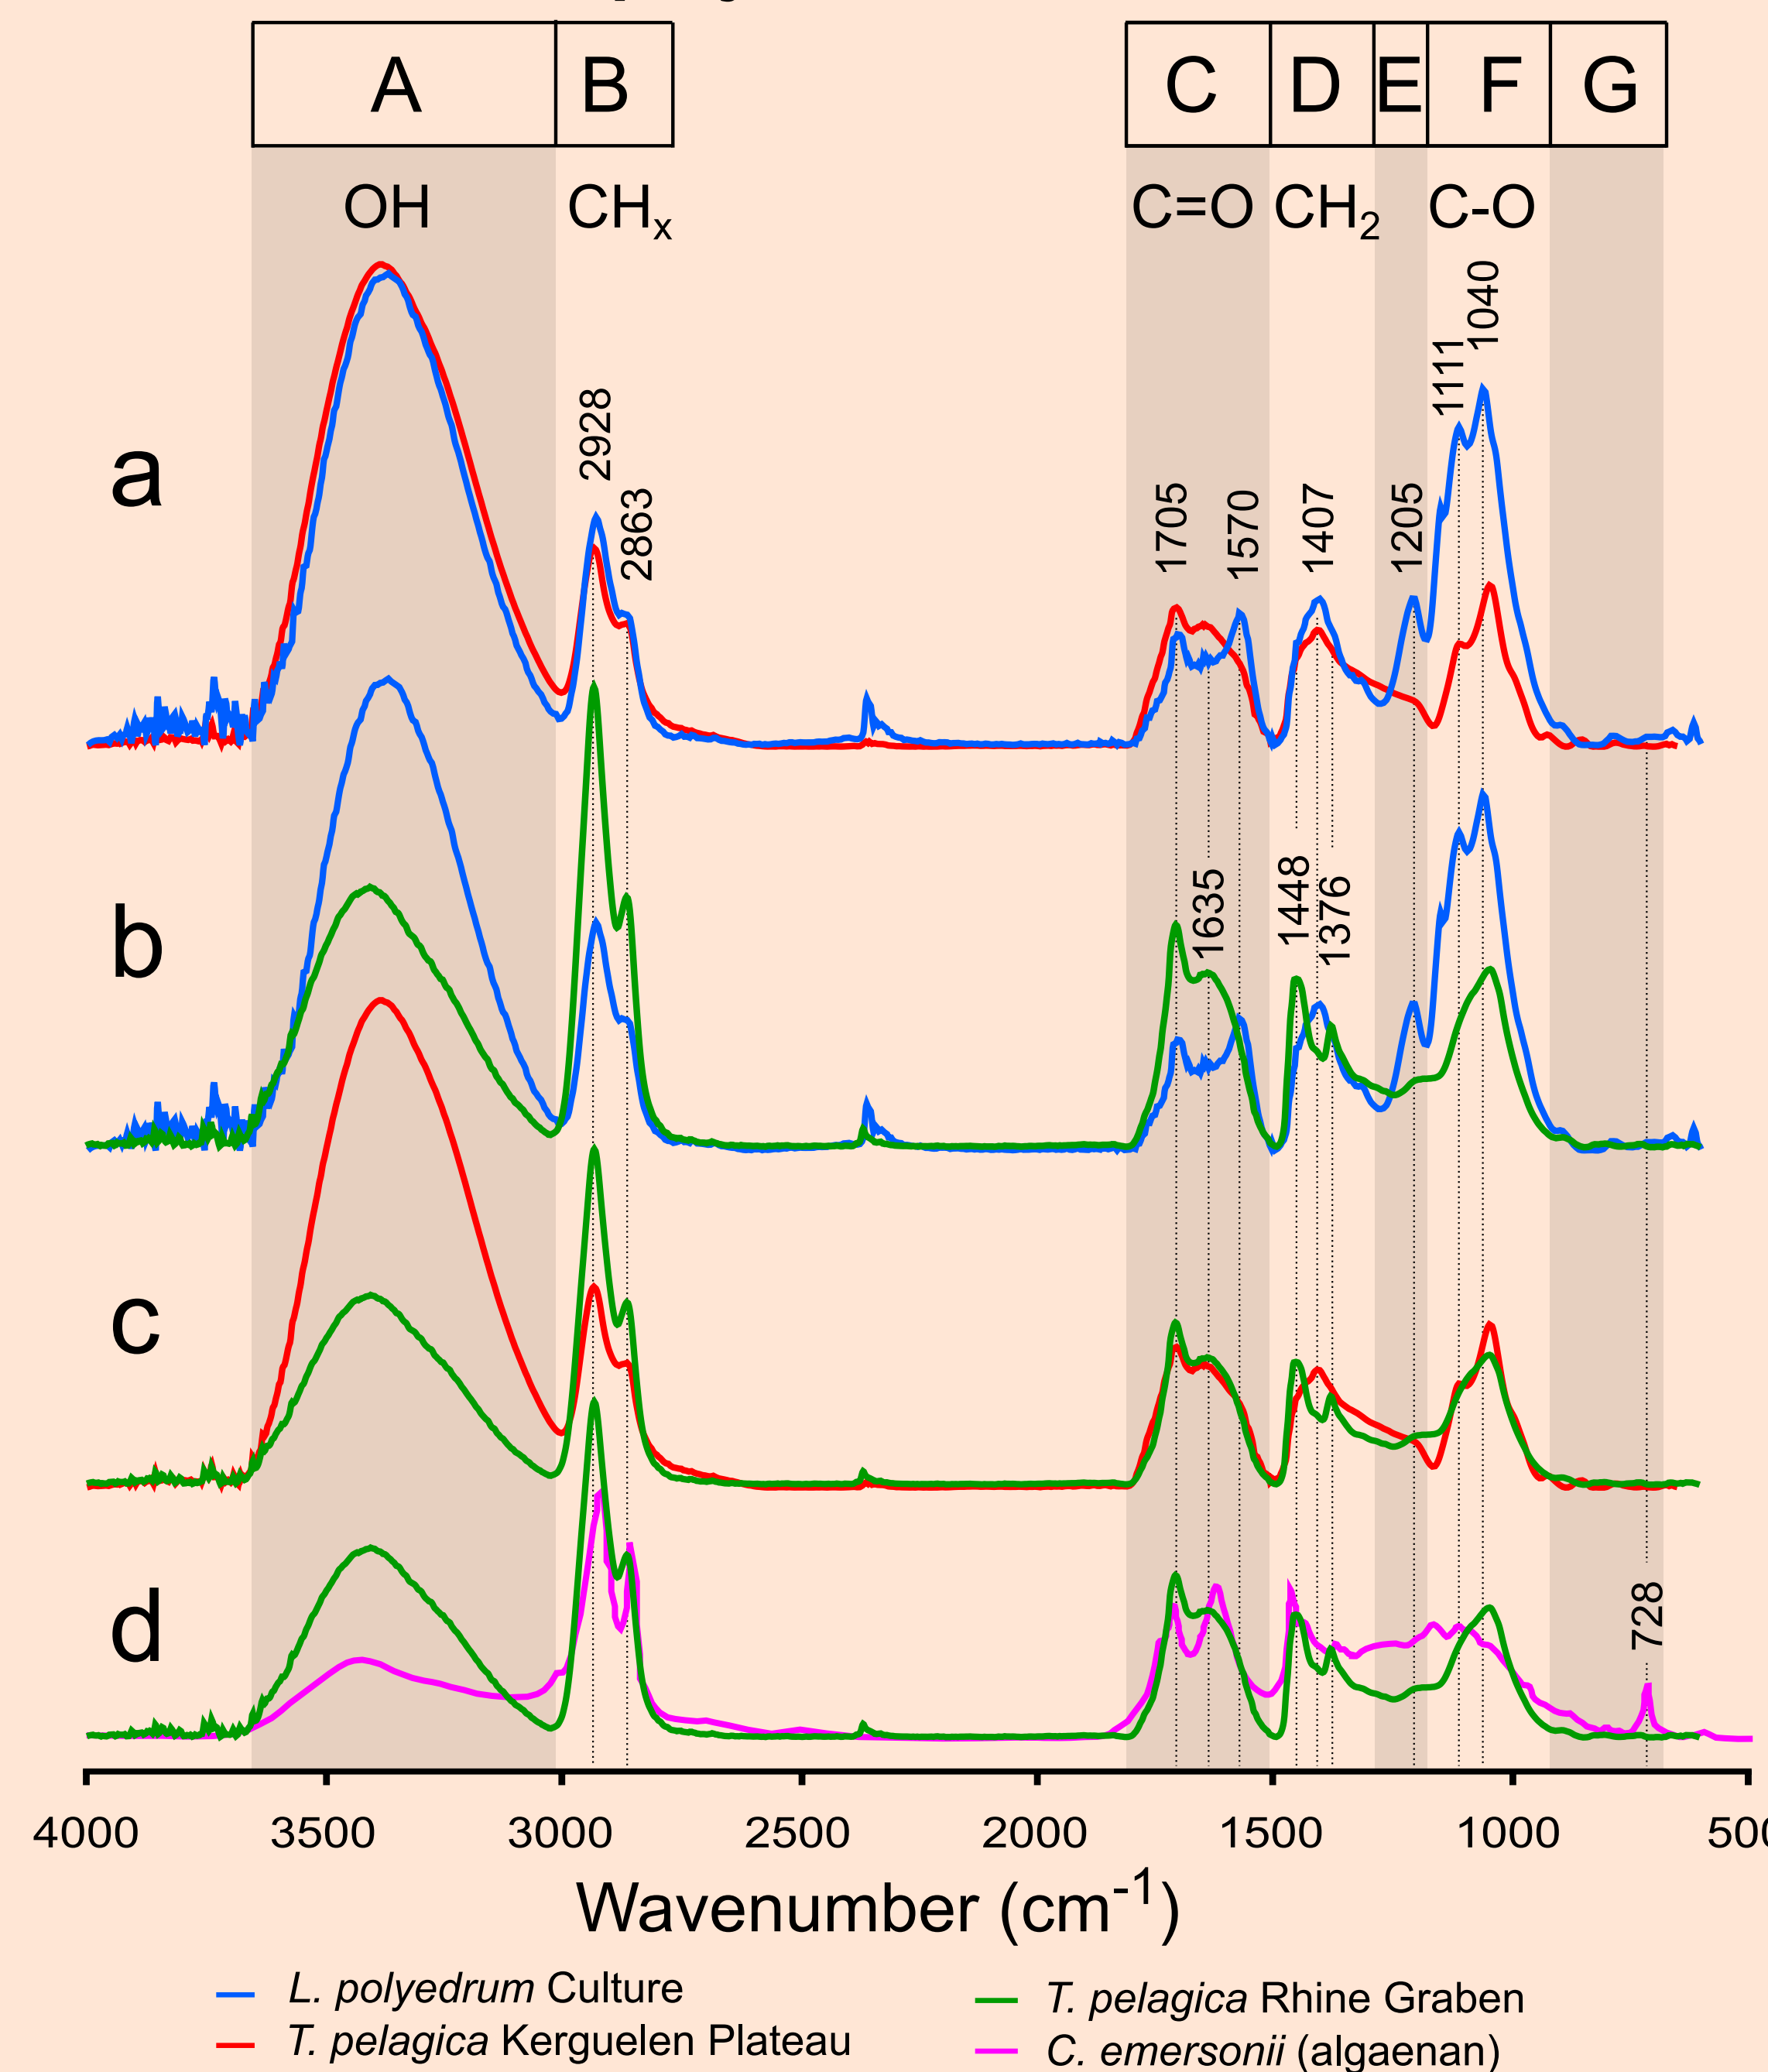 A B C D E F G
OH CHx C=O CH2 C-O
1040
1111
2928
2863
1705
1570
1407
1205
a
1448
1635
1376
b
c
728
d
4000 3500 3000 2500 2000 1500 1000
Wavenumber (cm-1)
L. polyedrum Culture
T. pelagica Kerguelen Plateau
T. pelagica Rhine Graben
C. emersonii (algaenan)